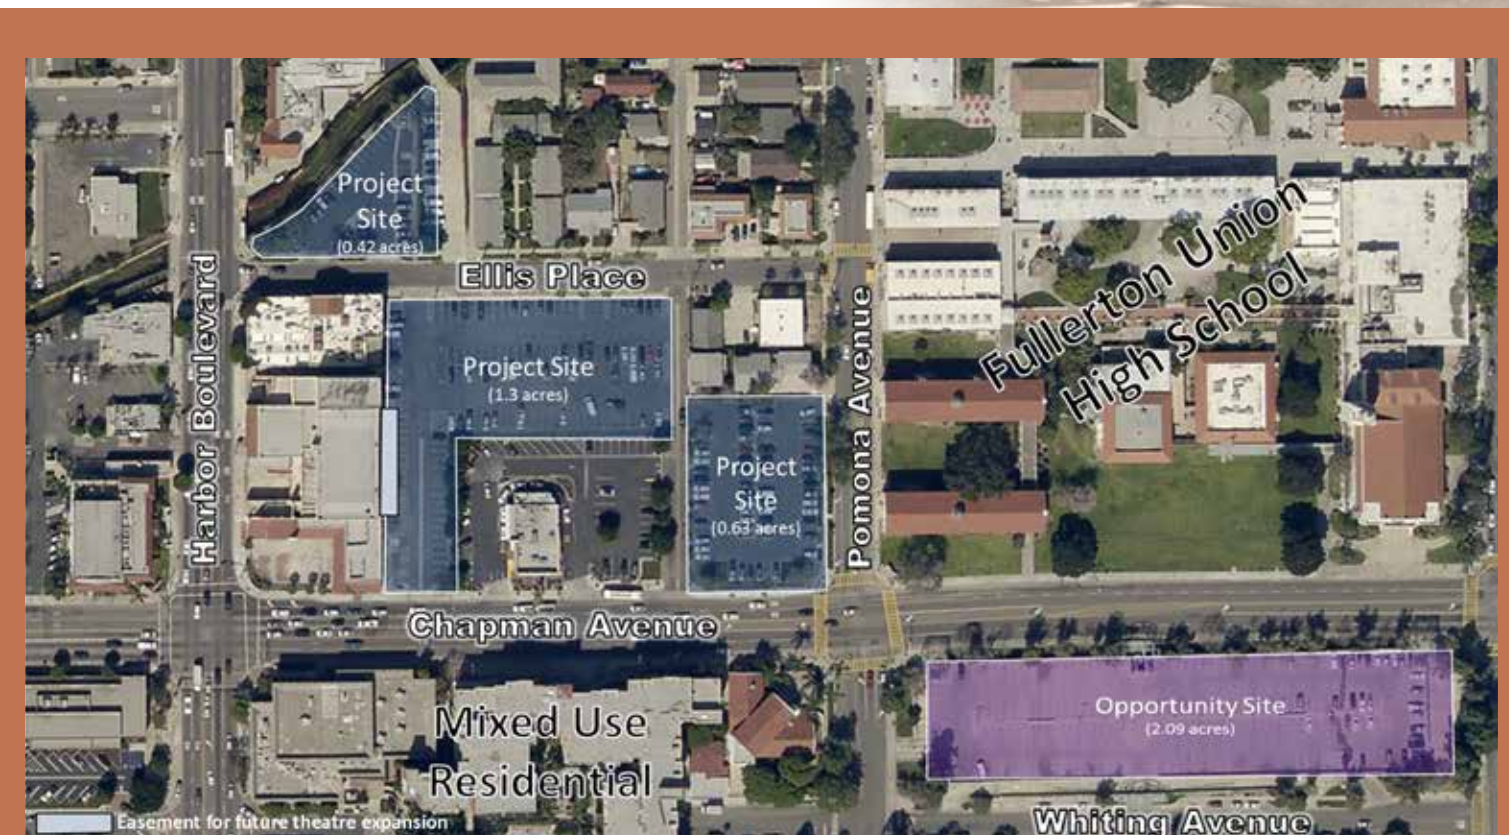 Project
Site
(0.42 acres)
Ellis Place
Harbor Boulevard
Project Site
(1.3 acres)
Project
Site
(0.63 acres)
Pomona Avenue
Fullerton Union
High School
Chapman Avenue
Mixed Use
Residential
Opportunity Site
(2.09 acres)
Whiting Avenue
Easement for future theatre expansion